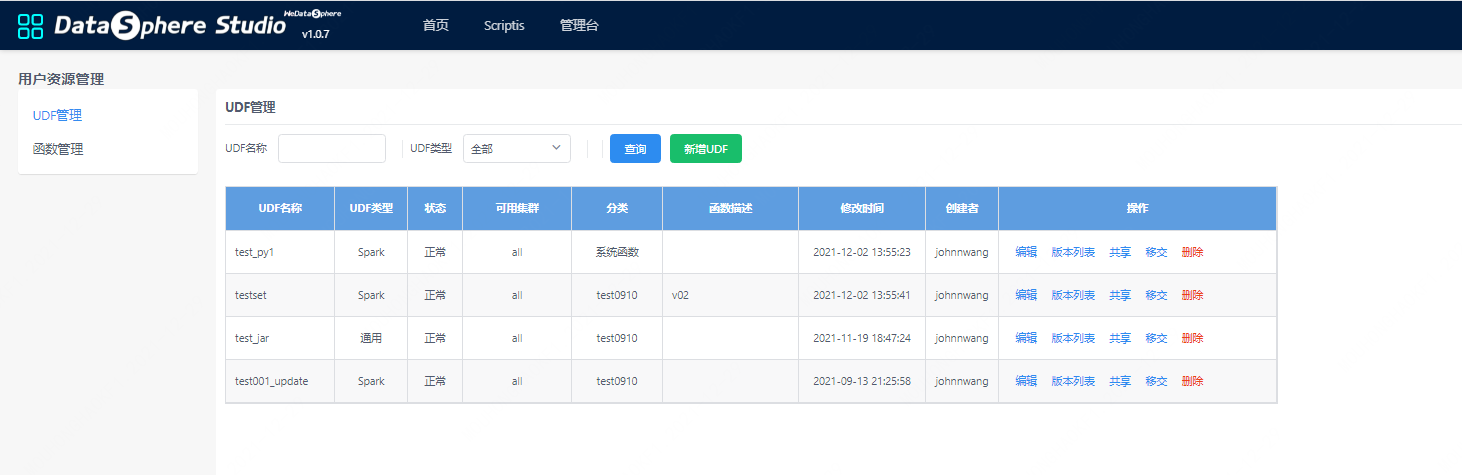 DataSphere Studio WeDataSphere v1.0.7 首页 Scriptis 管理台
用户资源管理
UDF管理
函数管理
UDF管理
UDF名称 UDF类型 全部 查询 新增UDF
UDF名称 UDF类型 状态 可用集群 分类 函数描述 修改时间 创建者 操作
test_py1 Spark 正常 all 系统函数 2021-12-02 13:55:23 johnnwang 编辑 版本列表 共享 移交 删除
testset Spark 正常 all test0910 v02 2021-12-02 13:55:41 johnnwang 编辑 版本列表 共享 移交 删除
test_jar 通用 正常 all test0910 2021-11-19 18:47:24 johnnwang 编辑 版本列表 共享 移交 删除
test001_update Spark 正常 all test0910 2021-09-13 21:25:58 johnnwang 编辑 版本列表 共享 移交 删除